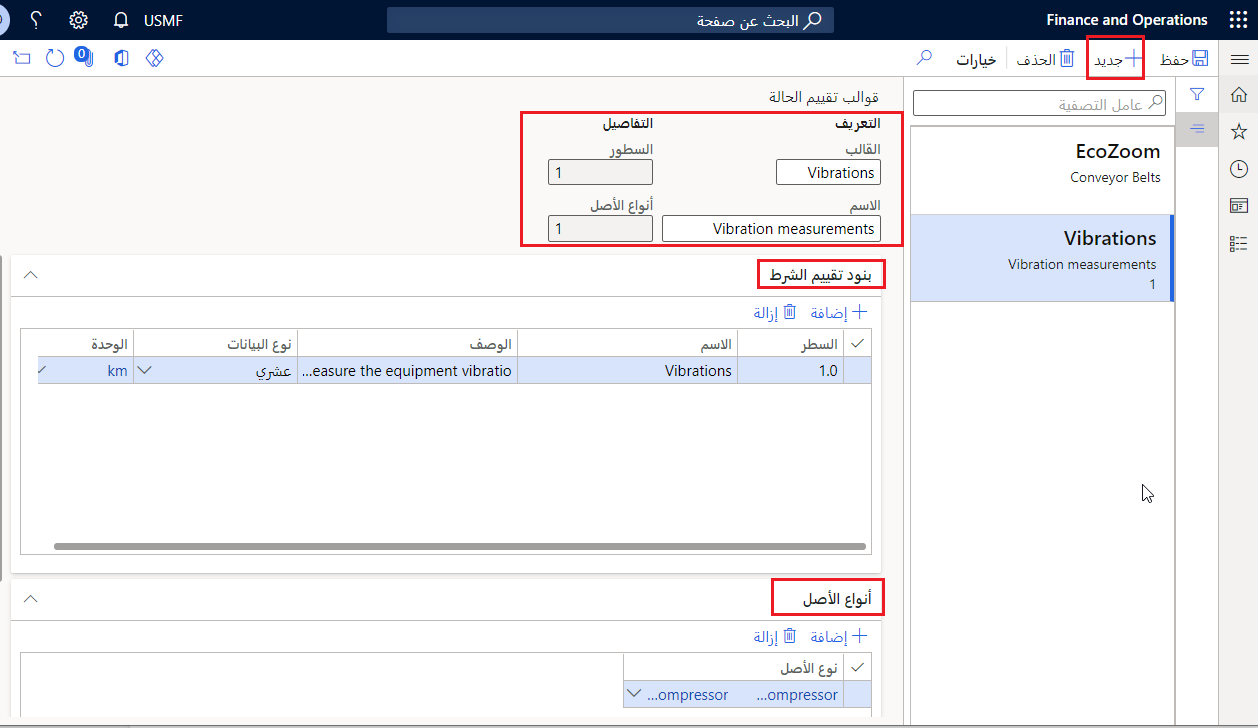 Finance and Operations
البحث عن صفحة
USMF
حفظ
جديد
الحذف
خيارات
0
عامل التصفية
EcoZoom
Conveyor Belts
Vibrations
Vibration measurements
1
قوالب تقييم الحالة
التعريف
التفاصيل
القالب
السطور
Vibrations
1
الاسم
أنواع الأصل
Vibration measurements
1
بنود تقييم الشرط
إضافة
إزالة
السطر
الاسم
الوصف
نوع البيانات
الوحدة
1.0
Vibrations
...easure the equipment vibratio
عشري
km
أنواع الأصل
إضافة
إزالة
نوع الأصل
...ompressor
...ompressor